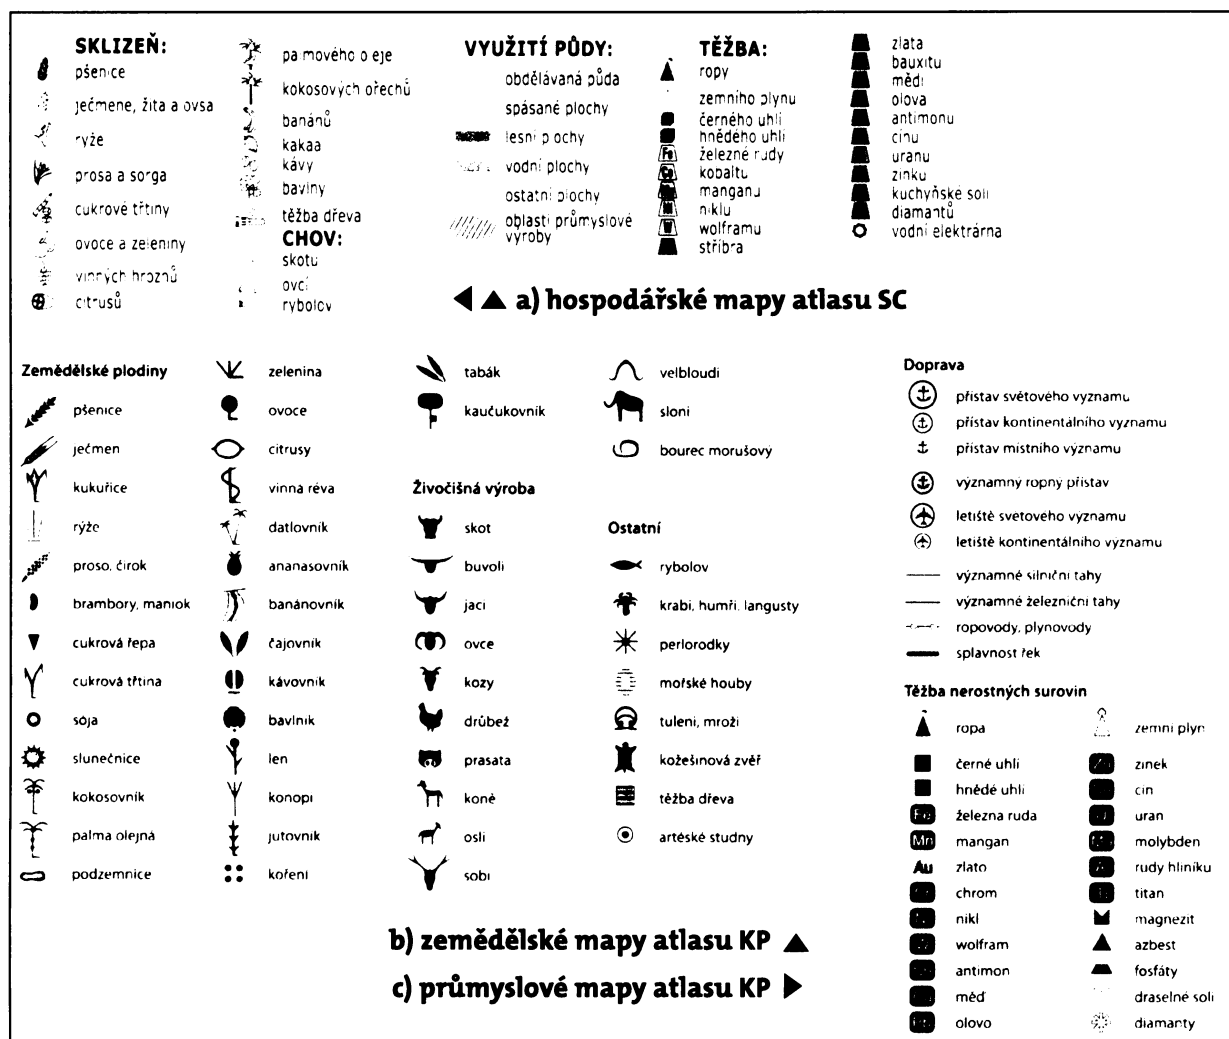 SKLIZEŇ:
pšenice
ječmene, žita a ovsa
rýže
prosa a sorga
cukrové třtiny
ovoce a zeleniny
vinných hroznů
citrusů
pa mového o eje
kokosových ořechů
banánů
kakaa
kávy
bavlny
těžba dřeva
CHOV:
skotu
ovcí
rybolov
VYUŽITÍ PŮDY:
obdělávaná půda
spásané plochy
lesní plochy
vodní plochy
ostatní plochy
oblasti průmyslové
výroby
TĚŽBA:
ropy
zemního plynu
černého uhlí
hnědého uhlí
Fe železné rudy
Co kobaltu
manganu
niklu
W wolframu
stříbra
zlata
bauxitu
mědi
olova
antimonu
cínu
uranu
zinku
kuchyňské soli
diamantů
vodní elektrárna
a) hospodářské mapy atlasu SC
Zemědělské plodiny
pšenice
ječmen
kukuřice
rýže
proso, čirok
brambory, maniok
cukrová řepa
cukrová třtina
sója
slunečnice
kokosovník
palma olejná
podzemnice
zelenina
ovoce
citrusy
vinná réva
datlovník
ananasovník
banánovník
čajovník
kávovník
bavlník
len
konopí
jutovník
koření
tabák
kaučukovník
Živočišná výroba
skot
buvoli
jaci
ovce
kozy
drůbež
prasata
koně
osli
sobi
velbloudi
sloni
bourec morušový
Ostatní
rybolov
krabi, humři, langusty
perlorodky
mořské houby
tuleni, mroži
kožešinová zvěř
těžba dřeva
artéské studny
b) zemědělské mapy atlasu KP
c) průmyslové mapy atlasu KP
Doprava
přístav světového významu
přístav kontinentálního významu
přístav místního významu
významný ropný přístav
letiště světového významu
letiště kontinentálního významu
významné silniční tahy
významné železniční tahy
ropovody, plynovody
splavnost řek
Těžba nerostných surovin
ropa
černé uhlí
hnědé uhlí
Fe železna ruda
Mn mangan
Au zlato
chrom
nikl
wolfram
antimon
měď
olovo
zemní plyn
zinek
cín
uran
molybden
rudy hliníku
titan
magnezit
azbest
fosfáty
draselné soli
diamanty